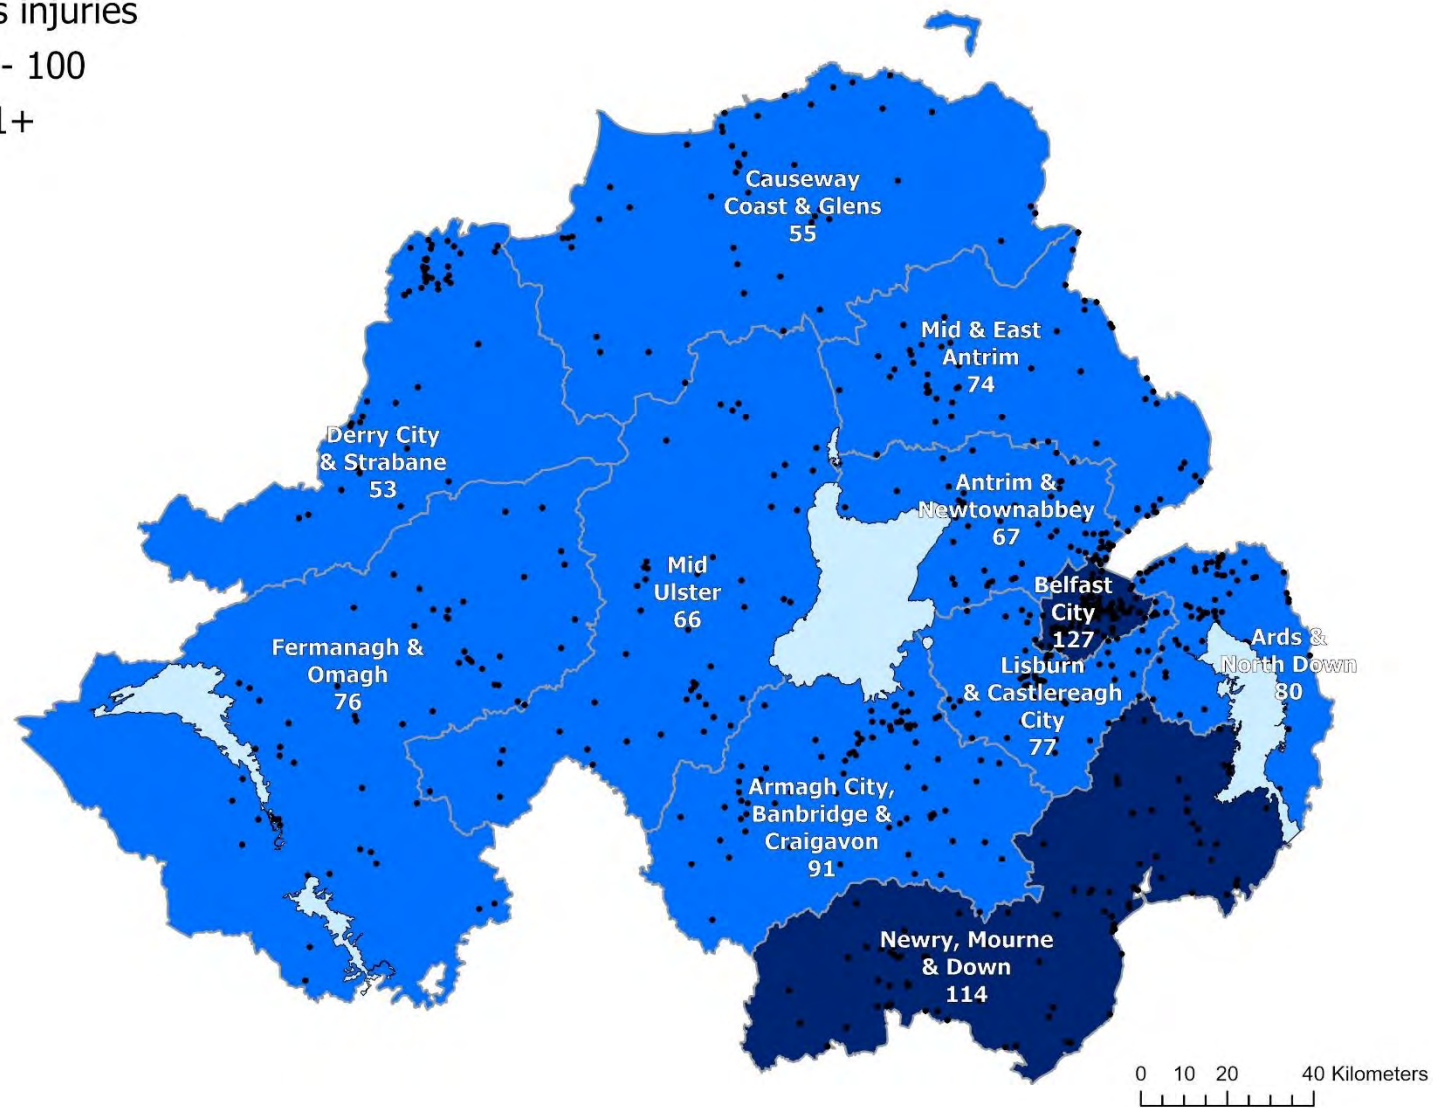 injuries
- 100
1+
Causeway
Coast & Glens
55
Mid & East
Antrim
74
Derry City
& Strabane
53
Antrim &
Newtownabbey
67
Mid
Ulster
66
Belfast
City
127
Fermanagh &
Omagh
76
Ards &
North Down
80
Lisburn
& Castlereagh
City
77
Armagh City,
Banbridge &
Craigavon
91
Newry, Mourne
& Down
114
0 10 20 40 Kilometers